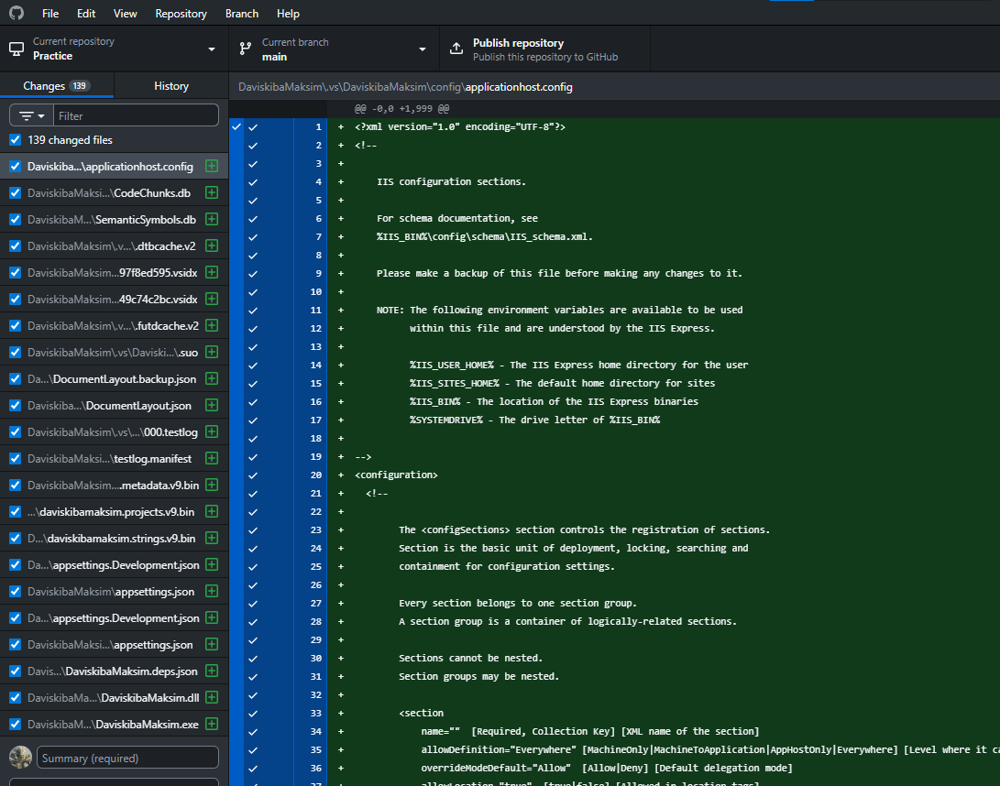 File Edit View Repository Branch Help
Current repository
Practice
Current branch
main
Publish repository
Publish this repository to GitHub
Changes 139
History
Filter
139 changed files
Daviskiba...\applicationhost.config
DaviskibaMaksi...\CodeChunks.db
DaviskibaM...\SemanticSymbols.db
DaviskibaMaksim\.v...\.dtbcache.v2
DaviskibaMaksim...97f8ed595.vsidx
DaviskibaMaksim...49c74c2bc.vsidx
DaviskibaMaksim\.v...\.futdcache.v2
DaviskibaMaksim\.vs\Daviski...\.suo
Da...\DocumentLayout.backup.json
Daviskiba...\DocumentLayout.json
DaviskibaMaksim\.vs\...\000.testlog
DaviskibaMaksi...\testlog.manifest
DaviskibaMaksim....metadata.v9.bin
...\daviskibamaksim.projects.v9.bin
D...\daviskibamaksim.strings.v9.bin
Da...\appsettings.Development.json
DaviskibaMaksim\appsettings.json
Da...\appsettings.Development.json
DaviskibaMaksi...\appsettings.json
Davis...\DaviskibaMaksim.deps.json
DaviskibaMa...\DaviskibaMaksim.dll
DaviskibaM...\DaviskibaMaksim.exe
Summary (required)
DaviskibaMaksim\.vs\DaviskibaMaksim\config\applicationhost.config
@@ -0,0 +1,999 @@
1 + <?xml version="1.0" encoding="UTF-8"?>
2 + <!--
3 +
4 + IIS configuration sections.
5 +
6 + For schema documentation, see
7 + %IIS_BIN%\config\schema\IIS_schema.xml.
8 +
9 + Please make a backup of this file before making any changes to it.
10 +
11 + NOTE: The following environment variables are available to be used
12 + within this file and are understood by the IIS Express.
13 +
14 + %IIS_USER_HOME% - The IIS Express home directory for the user
15 + %IIS_SITES_HOME% - The default home directory for sites
16 + %IIS_BIN% - The location of the IIS Express binaries
17 + %SYSTEMDRIVE% - The drive letter of %IIS_BIN%
18 +
19 + -->
20 + <configuration>
21 + <!--
22 +
23 + The <configSections> section controls the registration of sections.
24 + Section is the basic unit of deployment, locking, searching and
25 + containment for configuration settings.
26 +
27 + Every section belongs to one section group.
28 + A section group is a container of logically-related sections.
29 +
30 + Sections cannot be nested.
31 + Section groups may be nested.
32 +
33 + <section
34 + name="" [Required, Collection Key] [XML name of the section]
35 + allowDefinition="Everywhere" [MachineOnly|MachineToApplication|AppHostOnly|Everywhere] [Level where it ca
36 + overrideModeDefault="Allow" [Allow|Deny] [Default delegation mode]
37 + allowLocation="true" [true|false] [Allowed in location tags]